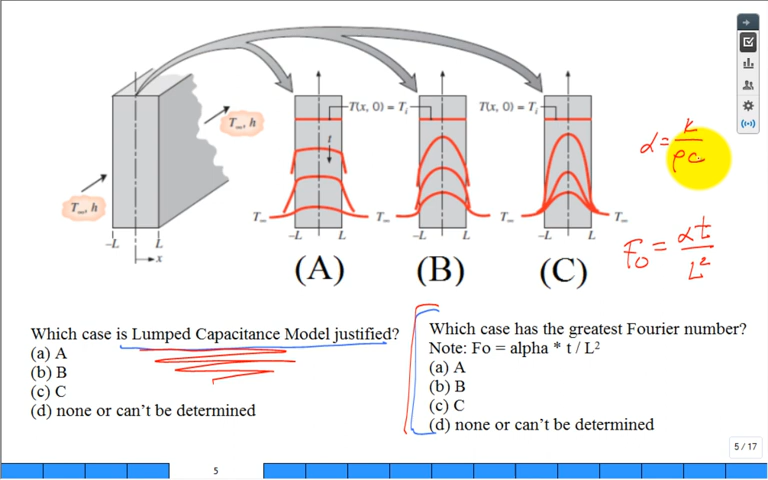 T(x, 0) = Tᵢ
T(x, 0) = Tᵢ
T∞, h
t
T∞, h
T∞
T∞
T∞
T∞
-L
L
x
-L
L
-L
L
-L
L
(A)
(B)
(C)
α = k / ρc
Fo = αt / L²
Which case is Lumped Capacitance Model justified?
(a) A
(b) B
(c) C
(d) none or can't be determined
Which case has the greatest Fourier number?
Note: Fo = alpha * t / L²
(a) A
(b) B
(c) C
(d) none or can't be determined
5 / 17
5